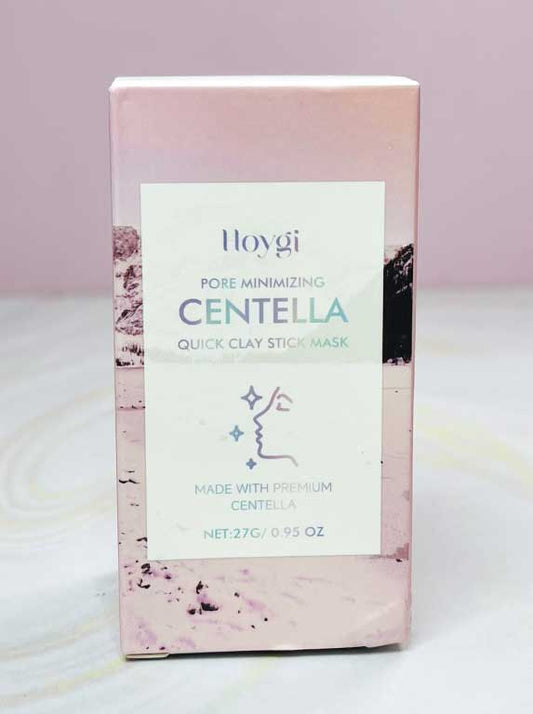 Hoygi
PORE MINIMIZING
CENTELLA
QUICK CLAY STICK MASK
MADE WITH PREMIUM
CENTELLA
NET:27G/ 0.95 OZ